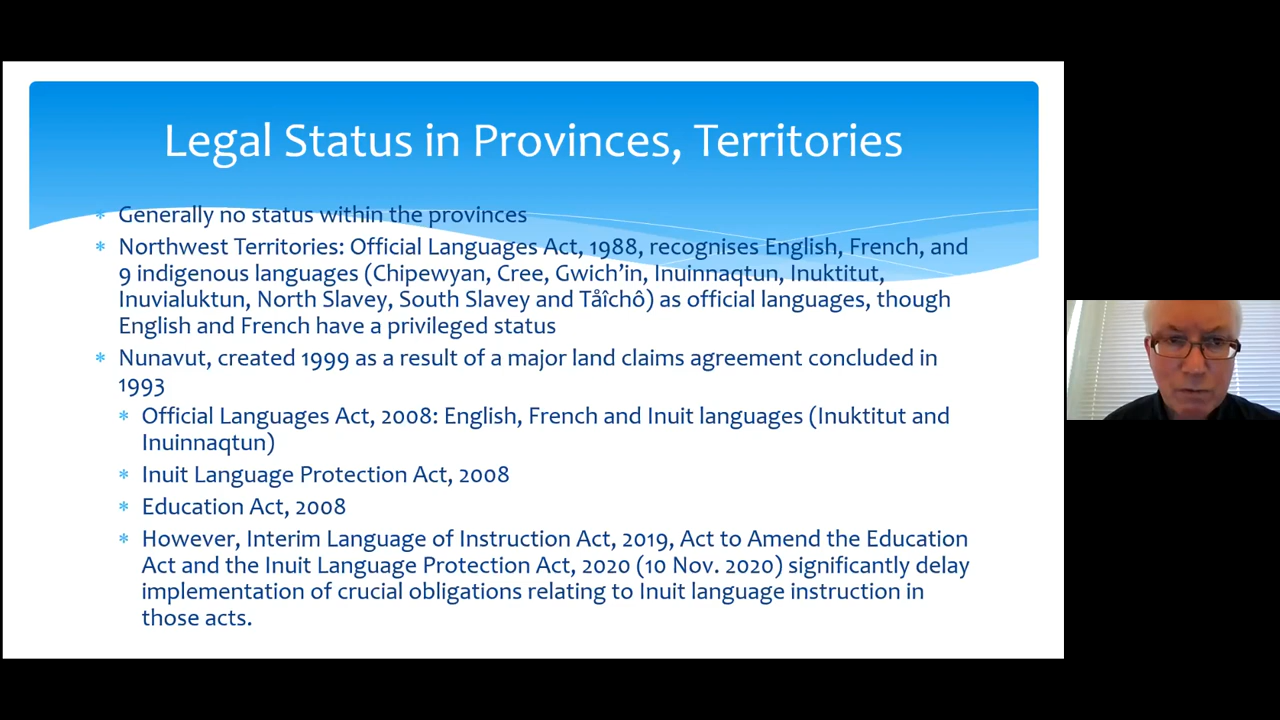 Legal Status in Provinces, Territories
* Generally no status within the provinces
* Northwest Territories: Official Languages Act, 1988, recognises English, French, and
9 indigenous languages (Chipewyan, Cree, Gwich’in, Inuinnaqtun, Inuktitut,
Inuvialuktun, North Slavey, South Slavey and Tåîchô) as official languages, though
English and French have a privileged status
* Nunavut, created 1999 as a result of a major land claims agreement concluded in
1993
* Official Languages Act, 2008: English, French and Inuit languages (Inuktitut and
Inuinnaqtun)
* Inuit Language Protection Act, 2008
* Education Act, 2008
* However, Interim Language of Instruction Act, 2019, Act to Amend the Education
Act and the Inuit Language Protection Act, 2020 (10 Nov. 2020) significantly delay
implementation of crucial obligations relating to Inuit language instruction in
those acts.